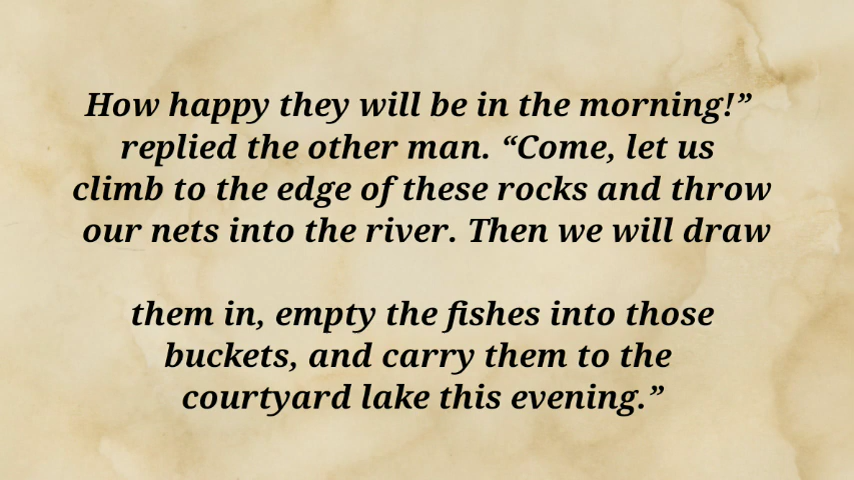 How happy they will be in the morning!”
replied the other man. “Come, let us
climb to the edge of these rocks and throw
our nets into the river. Then we will draw
them in, empty the fishes into those
buckets, and carry them to the
courtyard lake this evening.”